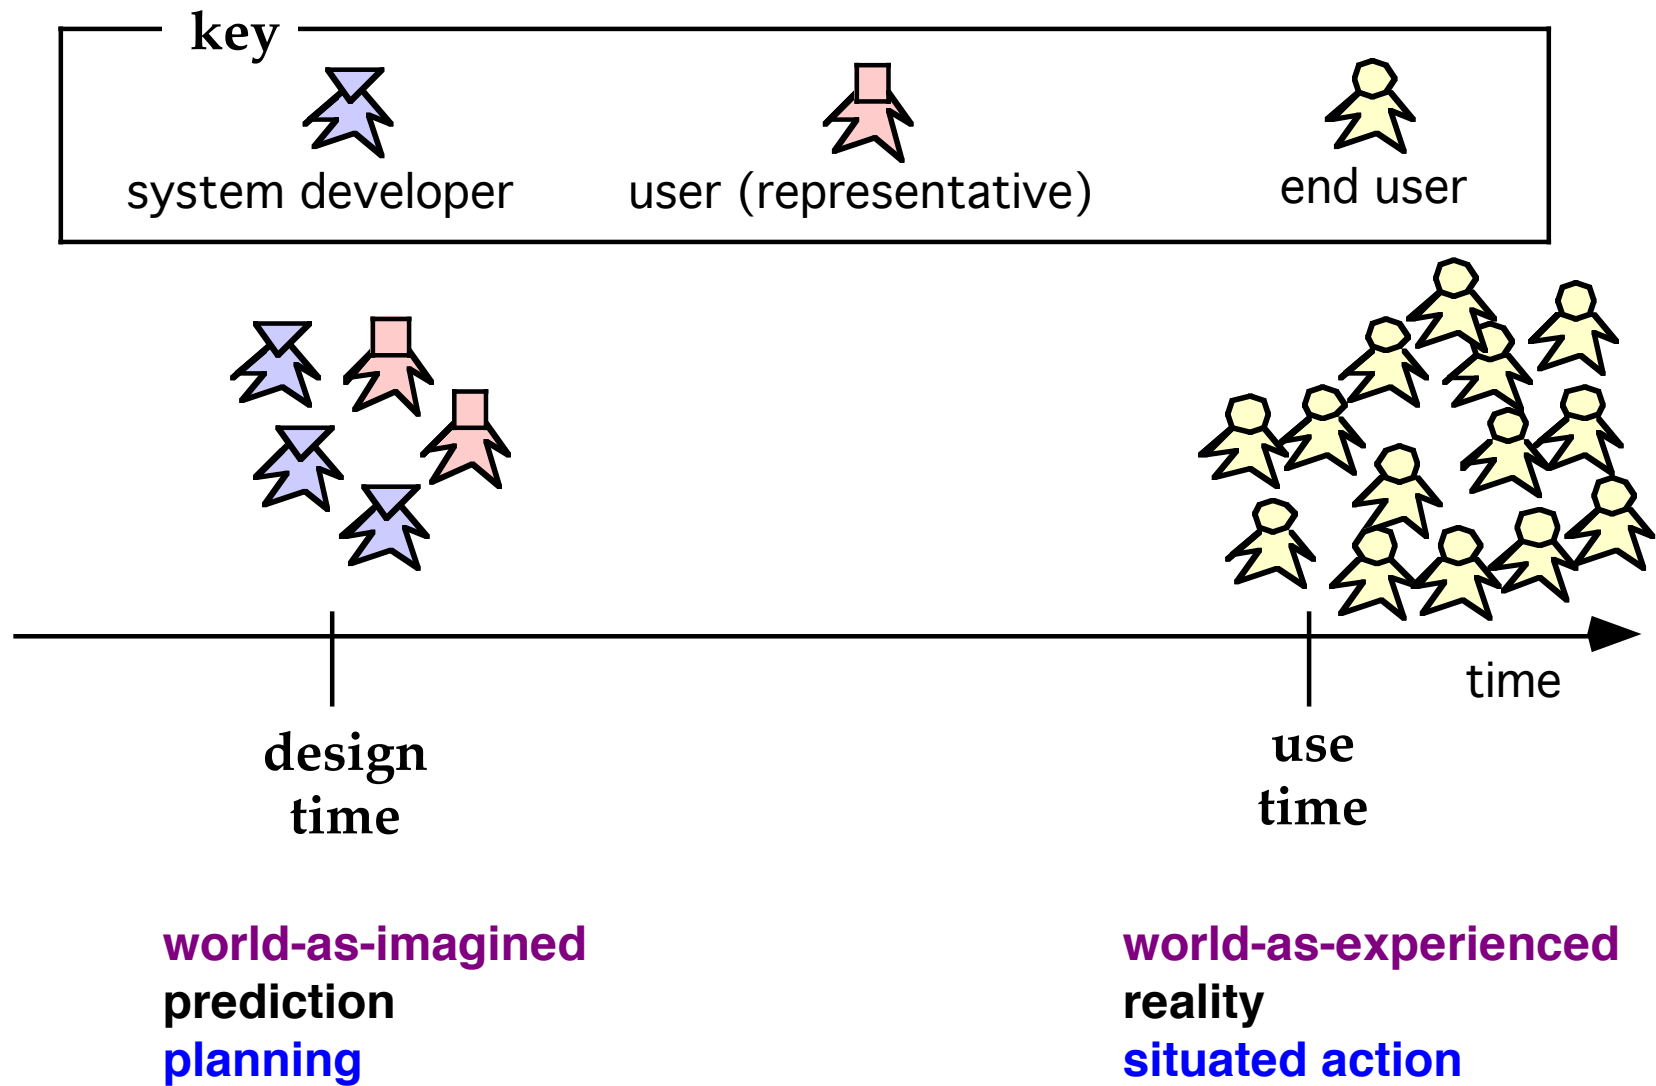 key
system developer
user (representative)
end user
time
design
time
use
time
world-as-imagined
prediction
planning
world-as-experienced
reality
situated action